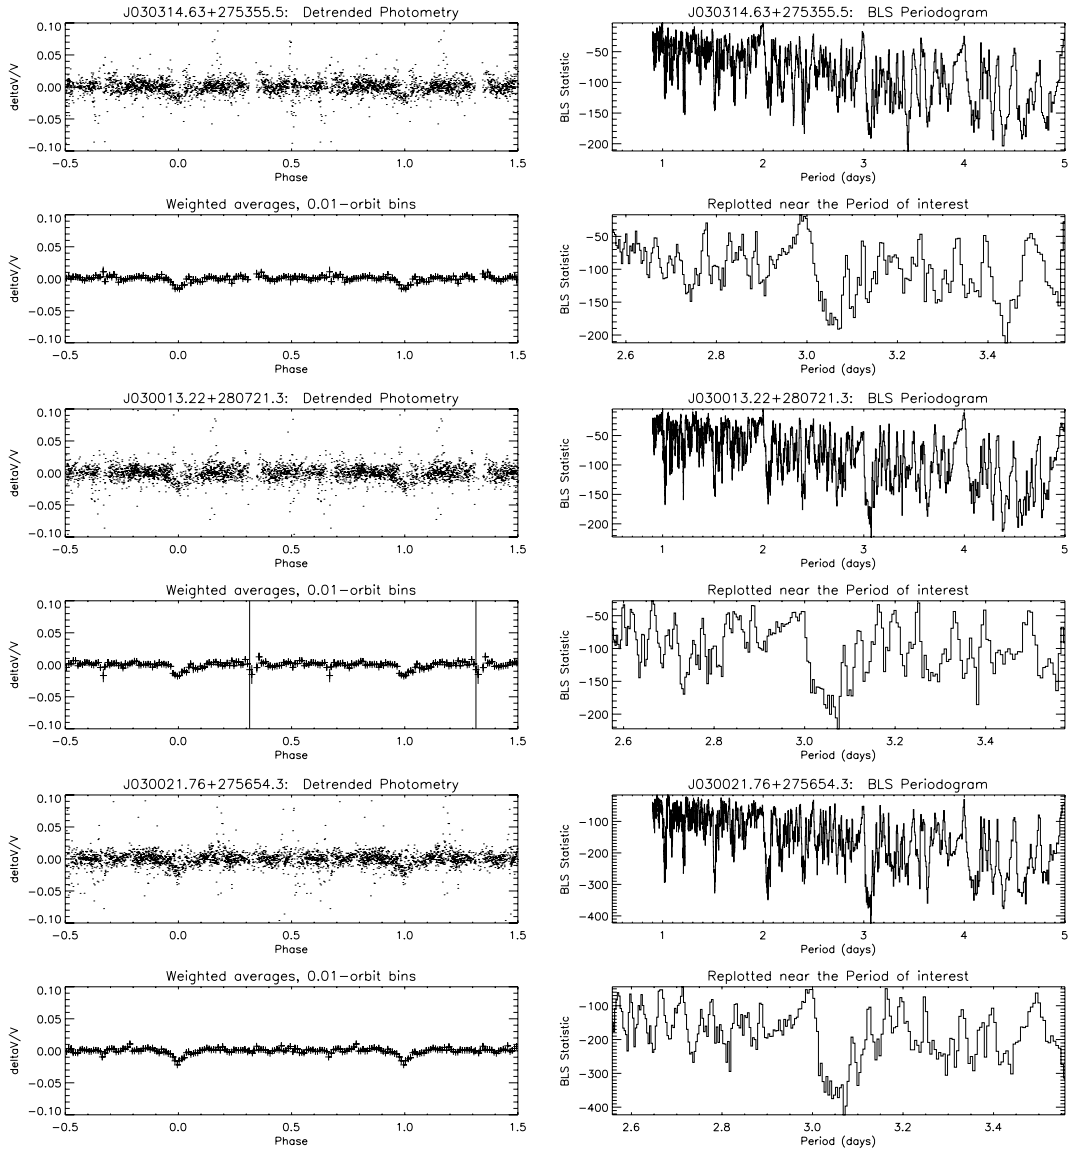 J030314.63+275355.5: Detrended Photometry
J030314.63+275355.5: BLS Periodogram
deltaV/V
0.10
0.05
0.00
−0.05
−0.10
−0.5 0.0 0.5 1.0 1.5
Phase
BLS Statistic
−50
−100
−150
−200
1 2 3 4 5
Period (days)
Weighted averages, 0.01−orbit bins
Replotted near the Period of interest
deltaV/V
0.10
0.05
0.00
−0.05
−0.10
−0.5 0.0 0.5 1.0 1.5
Phase
BLS Statistic
−50
−100
−150
−200
2.6 2.8 3.0 3.2 3.4
Period (days)
J030013.22+280721.3: Detrended Photometry
J030013.22+280721.3: BLS Periodogram
deltaV/V
0.10
0.05
0.00
−0.05
−0.10
−0.5 0.0 0.5 1.0 1.5
Phase
BLS Statistic
−50
−100
−150
−200
1 2 3 4 5
Period (days)
Weighted averages, 0.01−orbit bins
Replotted near the Period of interest
deltaV/V
0.10
0.05
0.00
−0.05
−0.10
−0.5 0.0 0.5 1.0 1.5
Phase
BLS Statistic
−50
−100
−150
−200
2.6 2.8 3.0 3.2 3.4
Period (days)
J030021.76+275654.3: Detrended Photometry
J030021.76+275654.3: BLS Periodogram
deltaV/V
0.10
0.05
0.00
−0.05
−0.10
−0.5 0.0 0.5 1.0 1.5
Phase
BLS Statistic
−100
−200
−300
−400
1 2 3 4 5
Period (days)
Weighted averages, 0.01−orbit bins
Replotted near the Period of interest
deltaV/V
0.10
0.05
0.00
−0.05
−0.10
−0.5 0.0 0.5 1.0 1.5
Phase
BLS Statistic
−100
−200
−300
−400
2.6 2.8 3.0 3.2 3.4
Period (days)